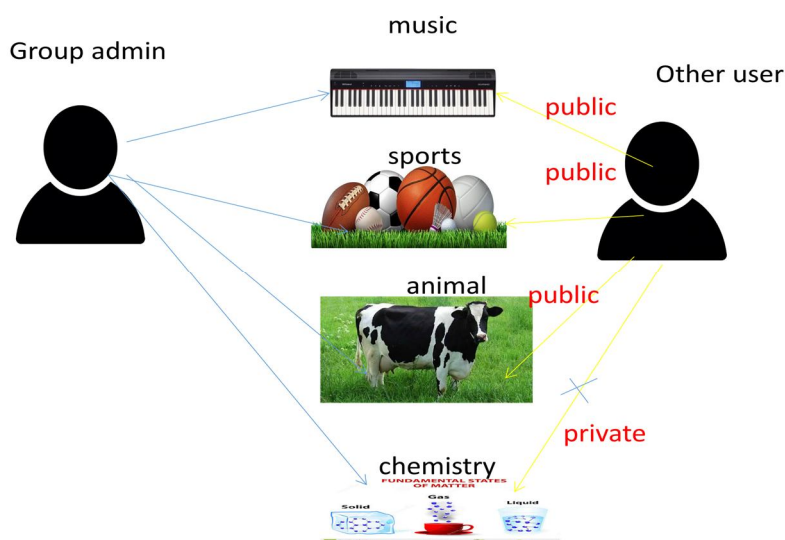 music
Group admin
Other user
public
sports
public
animal
public
private
chemistry
FUNDAMENTAL STATES
OF MATTER
Solid
Gas
Liquid